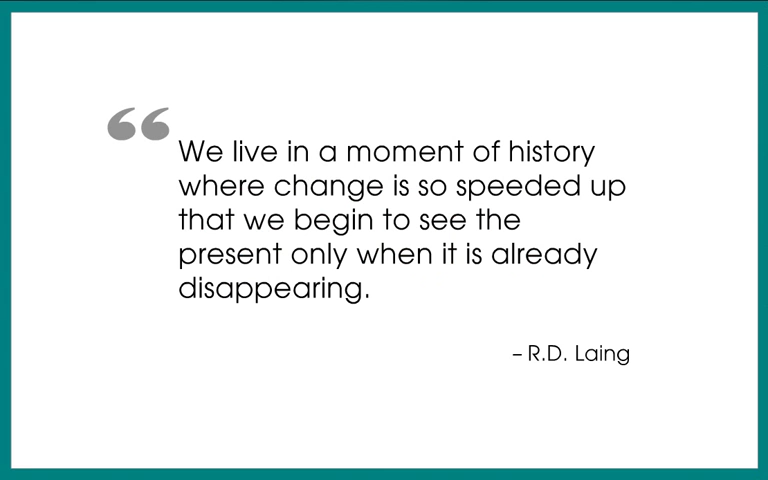 “
We live in a moment of history
where change is so speeded up
that we begin to see the
present only when it is already
disappearing.
– R.D. Laing